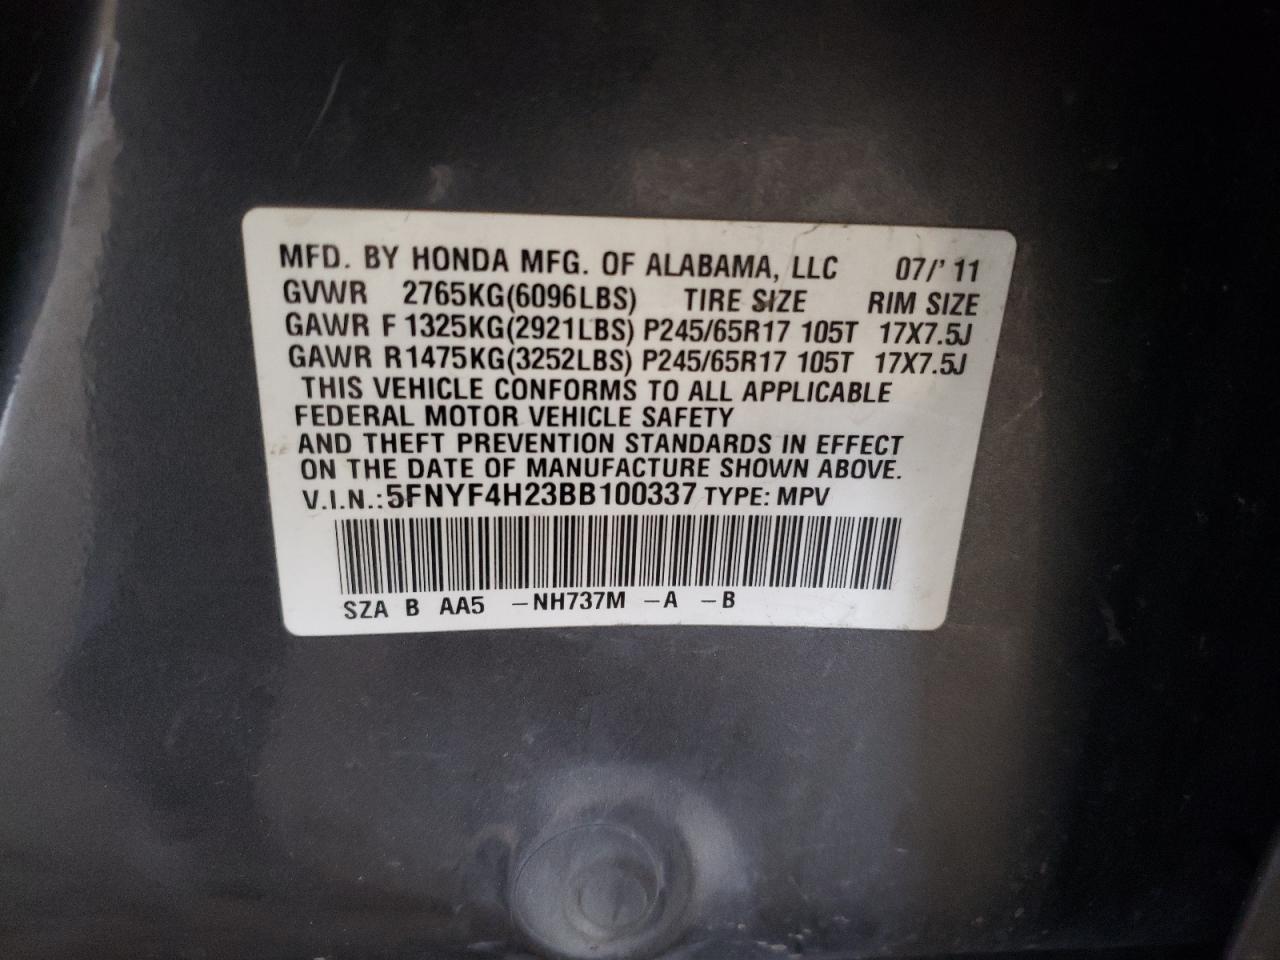 MFD. BY HONDA MFG. OF ALABAMA, LLC 07/' 11
GVWR 2765KG(6096LBS) TIRE SIZE RIM SIZE
GAWR F 1325KG(2921LBS) P245/65R17 105T 17X7.5J
GAWR R1475KG(3252LBS) P245/65R17 105T 17X7.5J
THIS VEHICLE CONFORMS TO ALL APPLICABLE
FEDERAL MOTOR VEHICLE SAFETY
AND THEFT PREVENTION STANDARDS IN EFFECT
ON THE DATE OF MANUFACTURE SHOWN ABOVE.
V.I.N.: 5FNYF4H23BB100337 TYPE: MPV
SZA B AA5 -NH737M -A -B